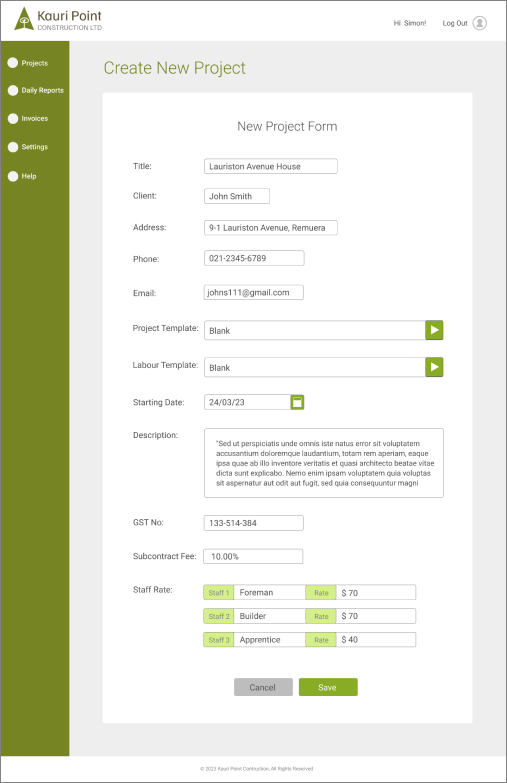 Kauri Point
CONSTRUCTION LTD
Hi Simon!
Log Out
Projects
Daily Reports
Invoices
Settings
Help
Create New Project
New Project Form
Title: Lauriston Avenue House
Client: John Smith
Address: 9-1 Lauriston Avenue, Remuera
Phone: 021-2345-6789
Email: johns111@gmail.com
Project Template: Blank
Labour Template: Blank
Starting Date: 24/03/23
Description:
"Sed ut perspiciatis unde omnis iste natus error sit voluptatem
accusantium doloremque laudantium, totam rem aperiam, eaque
ipsa quae ab illo inventore veritatis et quasi architecto beatae vitae
dicta sunt explicabo. Nemo enim ipsam voluptatem quia voluptas
sit aspernatur aut odit aut fugit, sed quia consequuntur magni
GST No: 133-514-384
Subcontract Fee: 10.00%
Staff Rate: Staff 1 Foreman Rate $ 70
Staff 2 Builder Rate $ 70
Staff 3 Apprentice Rate $ 40
Cancel Save
© 2023 Kauri Point Contruction, All Rights Reserved